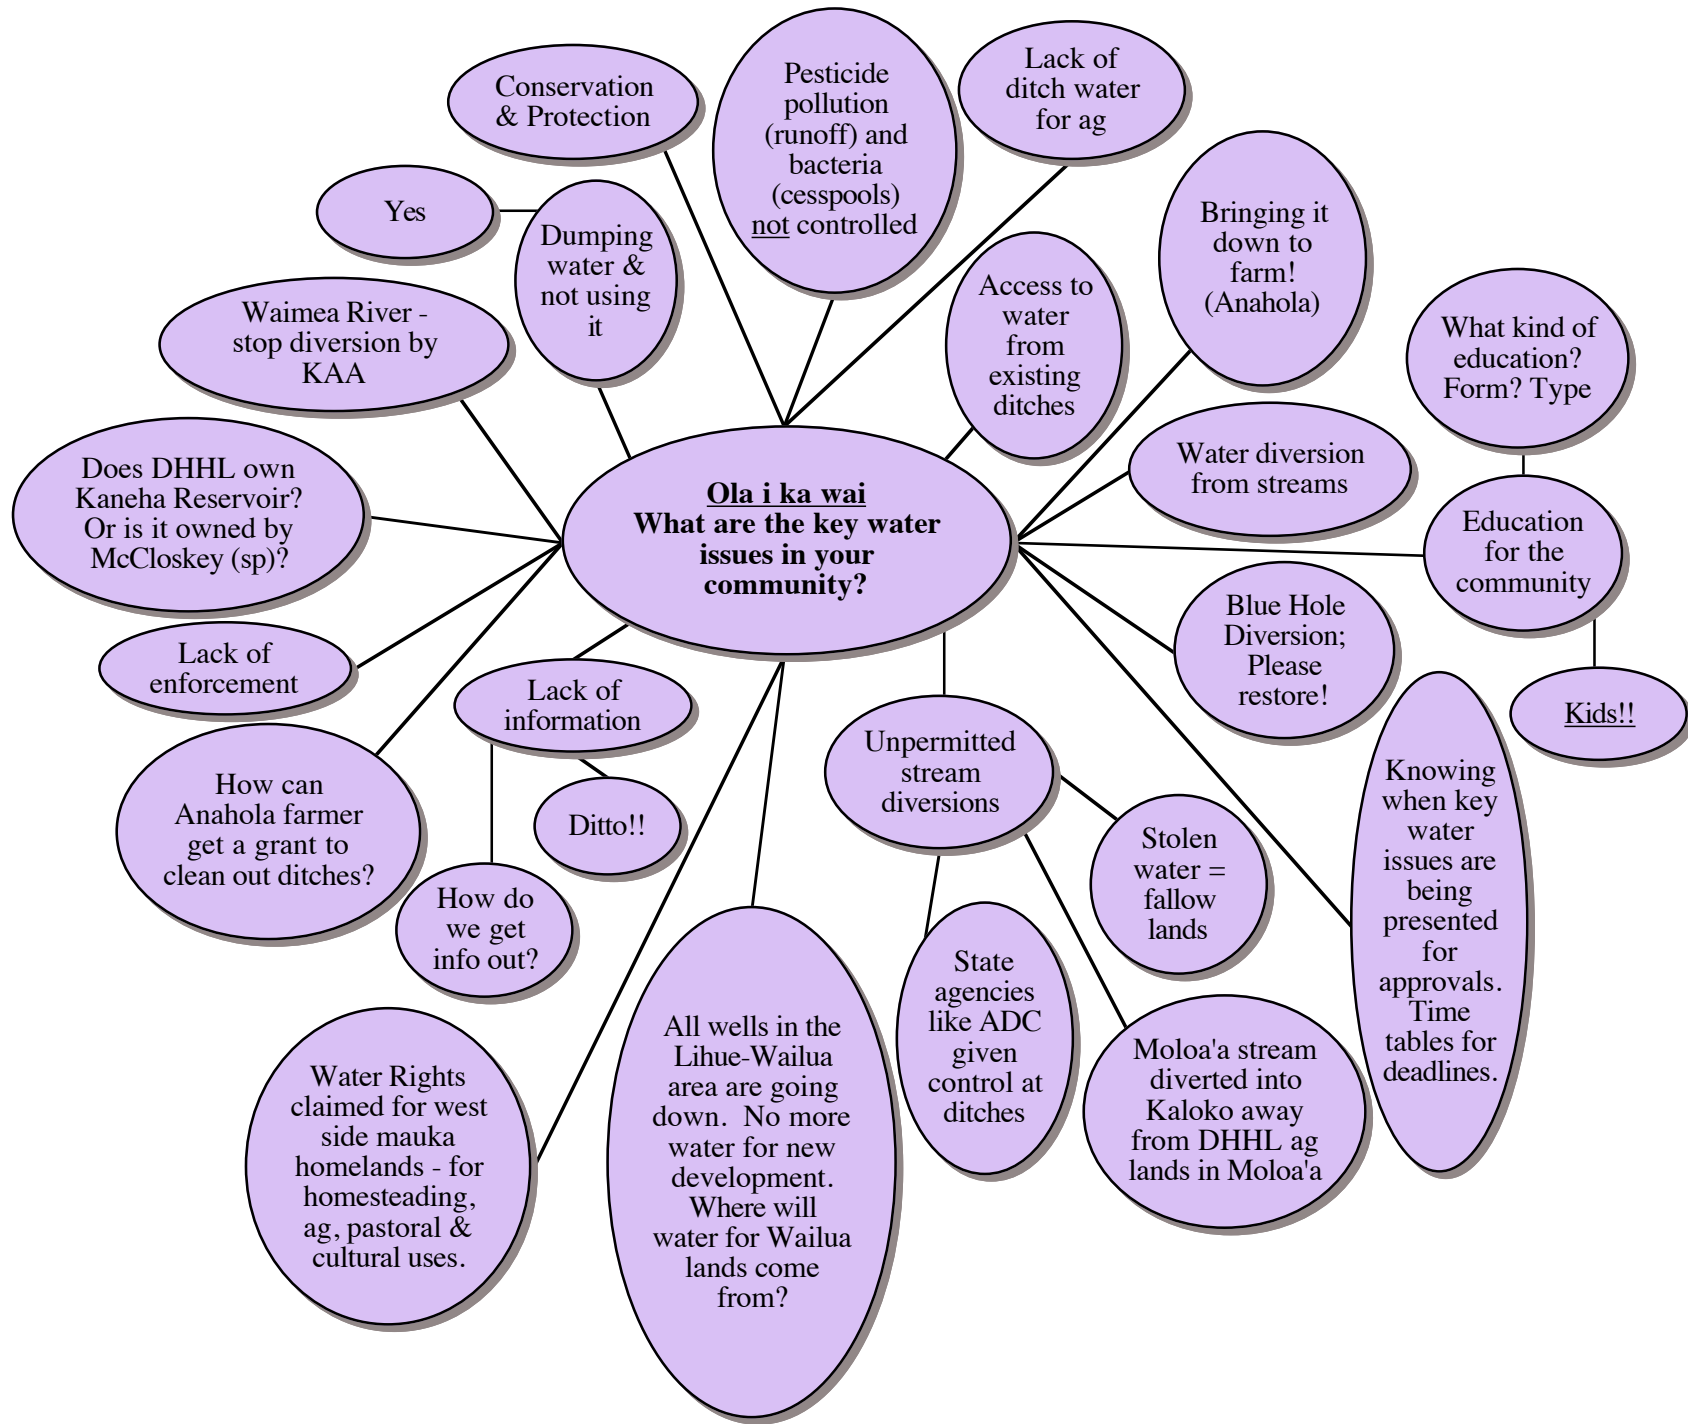 Conservation
& Protection
Pesticide
pollution
(runoff) and
bacteria
(cesspools)
not controlled
Lack of
ditch water
for ag
Yes
Dumping
water &
not using
it
Bringing it
down to
farm!
(Anahola)
Access to
water
from
existing
ditches
Waimea River -
stop diversion by
KAA
What kind of
education?
Form? Type
Does DHHL own
Kaneha Reservoir?
Or is it owned by
McCloskey (sp)?
Ola i ka wai
What are the key water
issues in your
community?
Water diversion
from streams
Education
for the
community
Blue Hole
Diversion;
Please
restore!
Kids!!
Lack of
enforcement
Lack of
information
Unpermitted
stream
diversions
How can
Anahola farmer
get a grant to
clean out ditches?
Ditto!!
How do
we get
info out?
Stolen
water =
fallow
lands
Knowing
when key
water
issues are
being
presented
for
approvals.
Time
tables for
deadlines.
State
agencies
like ADC
given
control at
ditches
Moloa'a stream
diverted into
Kaloko away
from DHHL ag
lands in Moloa'a
Water Rights
claimed for west
side mauka
homelands - for
homesteading,
ag, pastoral &
cultural uses.
All wells in the
Lihue-Wailua
area are going
down.  No more
water for new
development.
Where will
water for Wailua
lands come
from?